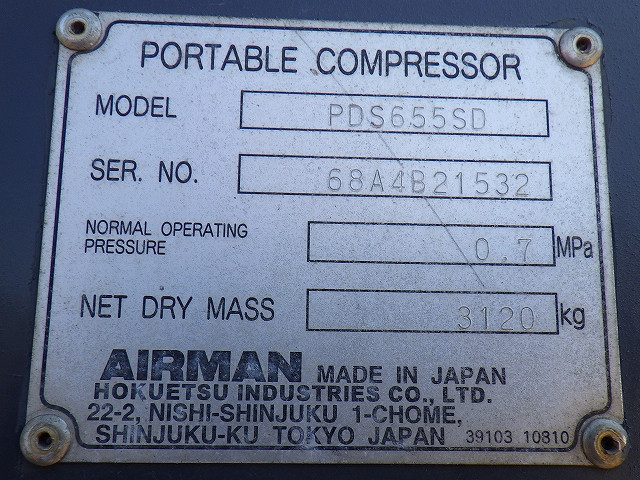 PORTABLE COMPRESSOR
MODEL PDS655SD
SER. NO. 68A4B21532
NORMAL OPERATING
PRESSURE 0.7 MPa
NET DRY MASS 3120 kg
AIRMAN MADE IN JAPAN
HOKUETSU INDUSTRIES CO., LTD.
22-2, NISHI-SHINJUKU 1-CHOME,
SHINJUKU-KU TOKYO JAPAN 39103 10310